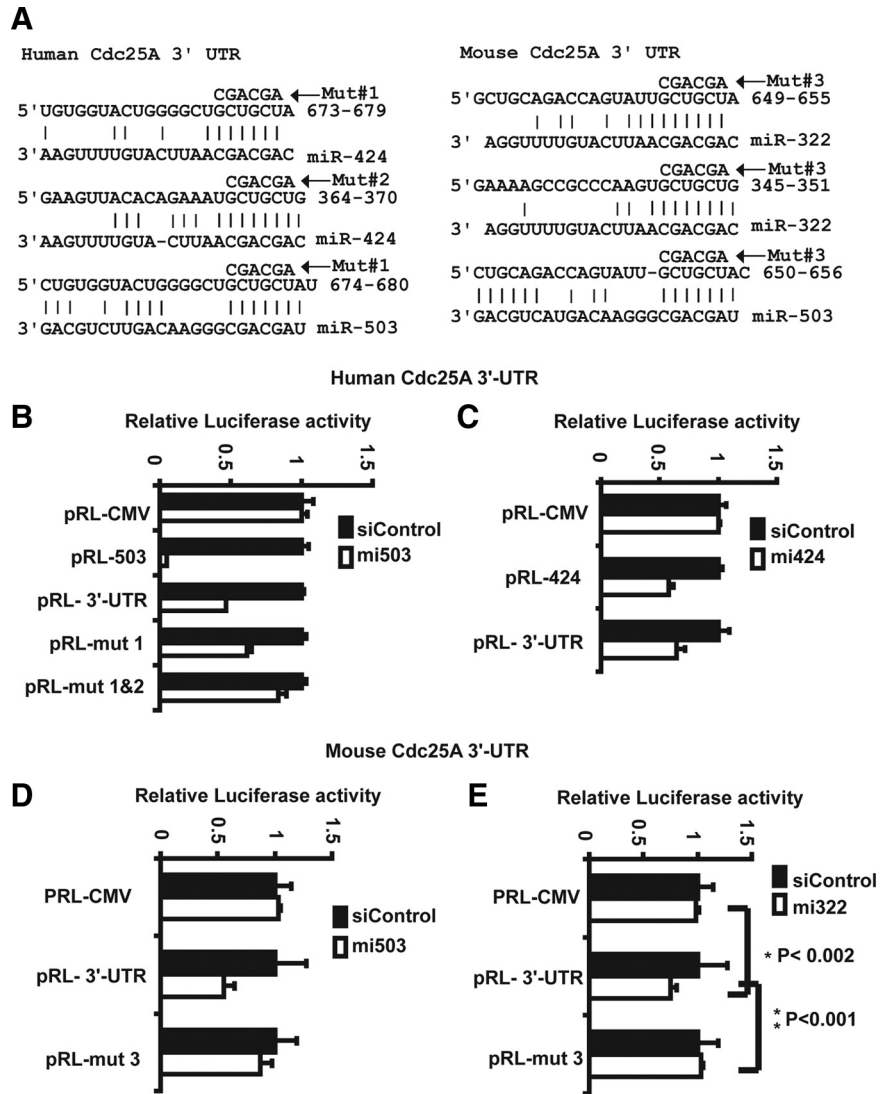 A
Human Cdc25A 3' UTR
CGACGA Mut#1
5'UGUGGUACUGGGGCUGCUGCUA 673-679
3'AAGUUUUGUACUUAACGACGAC miR-424
CGACGA Mut#2
5'GAAGUUACACAGAAAUGCUGCUG 364-370
3'AAGUUUUGUA-CUUAACGACGAC miR-424
CGACGA Mut#1
5'CUGUGGUACUGGGGCUGCUGCUAU 674-680
3'GACGUCUUGACAAGGGCGACGAU miR-503
Mouse Cdc25A 3' UTR
CGACGA Mut#3
5'GCUGCAGACCAGUAUUGCUGCUA 649-655
3' AGGUUUUGUACUUAACGACGAC miR-322
CGACGA Mut#3
5'GAAAAGCCGCCCAAGUGCUGCUG 345-351
3' AGGUUUUGUACUUAACGACGAC miR-322
CGACGA Mut#3
5'CUGCAGACCAGUAUU-GCUGCUAC 650-656
3'GACGUCAUGACAAGGGCGACGAU miR-503
Human Cdc25A 3'-UTR
B
Relative Luciferase activity
0 0.5 1 1.5
pRL-CMV
pRL-503
pRL- 3'-UTR
pRL-mut 1
pRL-mut 1&2
siControl
mi503
C
Relative Luciferase activity
0 0.5 1 1.5
pRL-CMV
pRL-424
pRL- 3'-UTR
siControl
mi424
Mouse Cdc25A 3'-UTR
D
Relative Luciferase activity
0 0.5 1 1.5
PRL-CMV
pRL- 3'-UTR
pRL-mut 3
siControl
mi503
E
Relative Luciferase activity
0 0.5 1 1.5
PRL-CMV
pRL- 3'-UTR
pRL-mut 3
siControl
mi322
* P< 0.002
** P<0.001